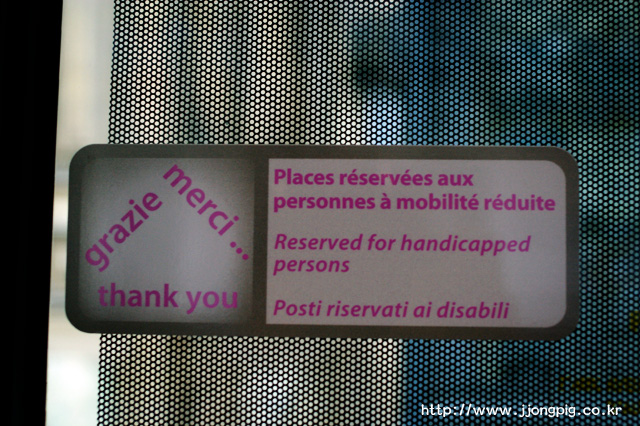 grazie
merci...
thank you
Places réservées aux
personnes à mobilité réduite
Reserved for handicapped
persons
Posti riservati ai disabili
http://www.jjongpig.co.kr